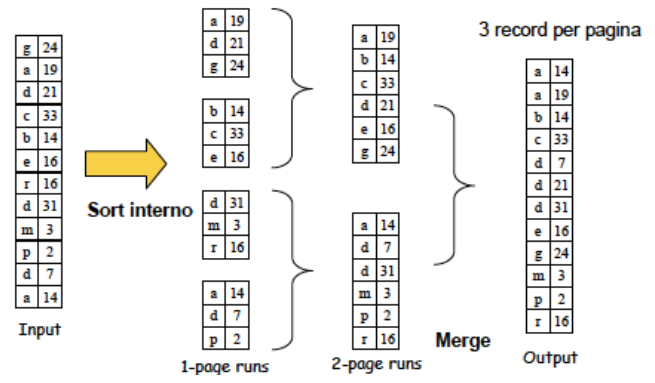 3 record per pagina
g 24
a 19
d 21
c 33
b 14
e 16
r 16
d 31
m 3
p 2
d 7
a 14
Input
Sort interno
a 19
d 21
g 24
b 14
c 33
e 16
d 31
m 3
r 16
a 14
d 7
p 2
1-page runs
a 19
b 14
c 33
d 21
e 16
g 24
a 14
d 7
d 31
m 3
p 2
r 16
2-page runs
Merge
a 14
a 19
b 14
c 33
d 7
d 21
d 31
e 16
g 24
m 3
p 2
r 16
Output